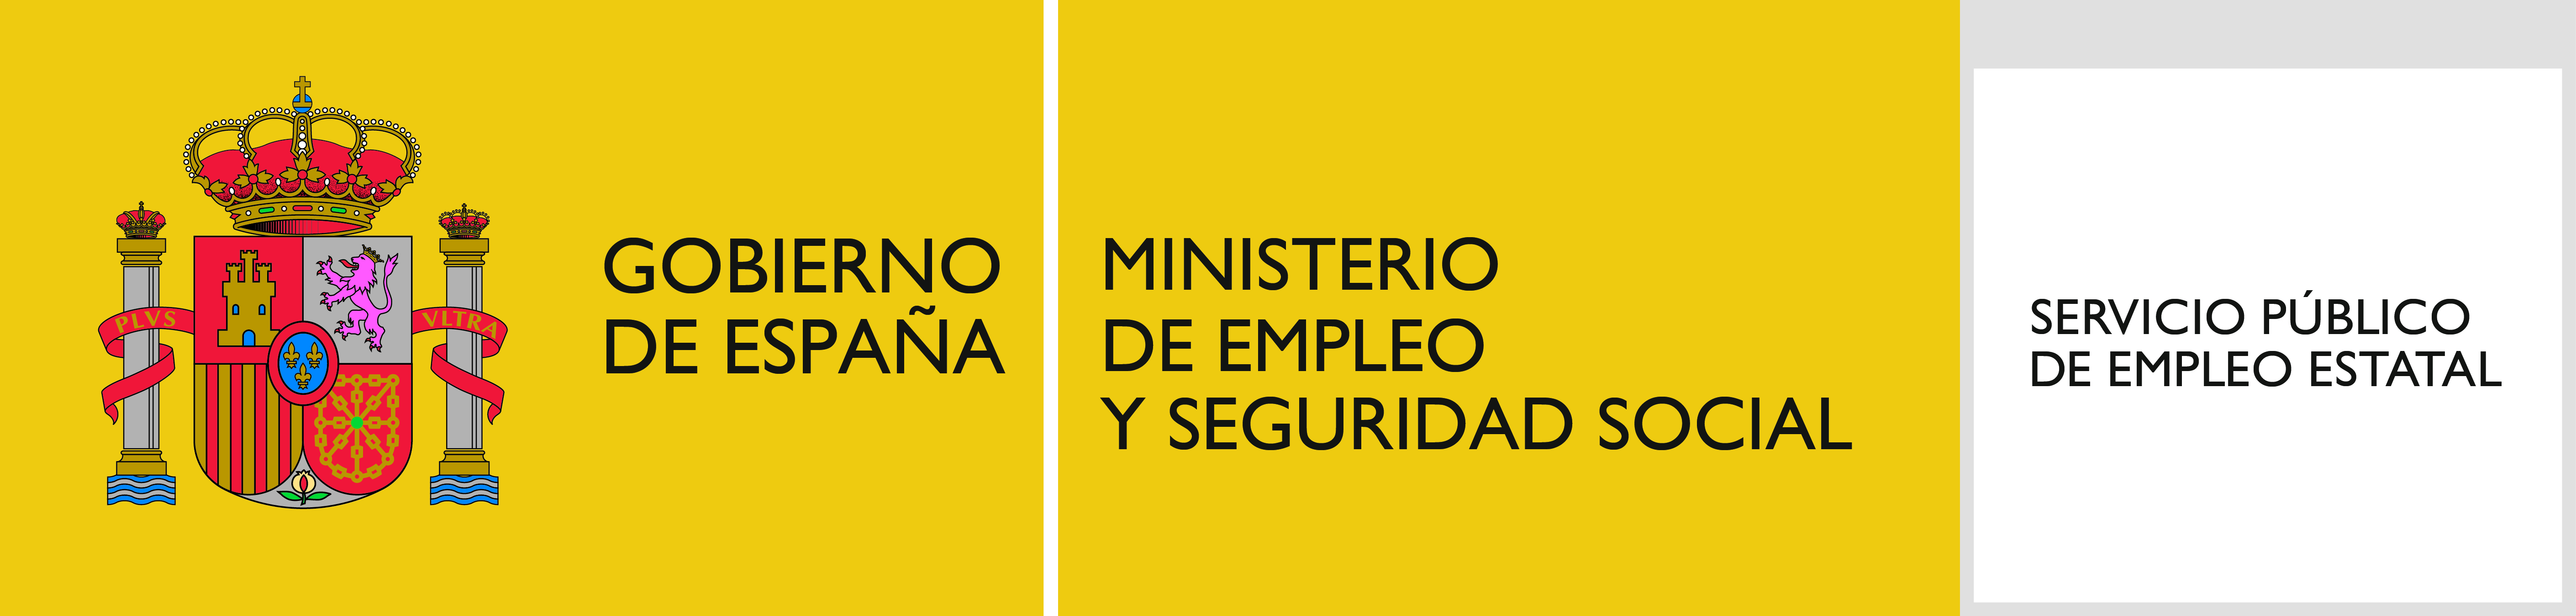 PLVS
VLTRA
GOBIERNO
DE ESPAÑA
MINISTERIO
DE EMPLEO
Y SEGURIDAD SOCIAL
SERVICIO PÚBLICO
DE EMPLEO ESTATAL